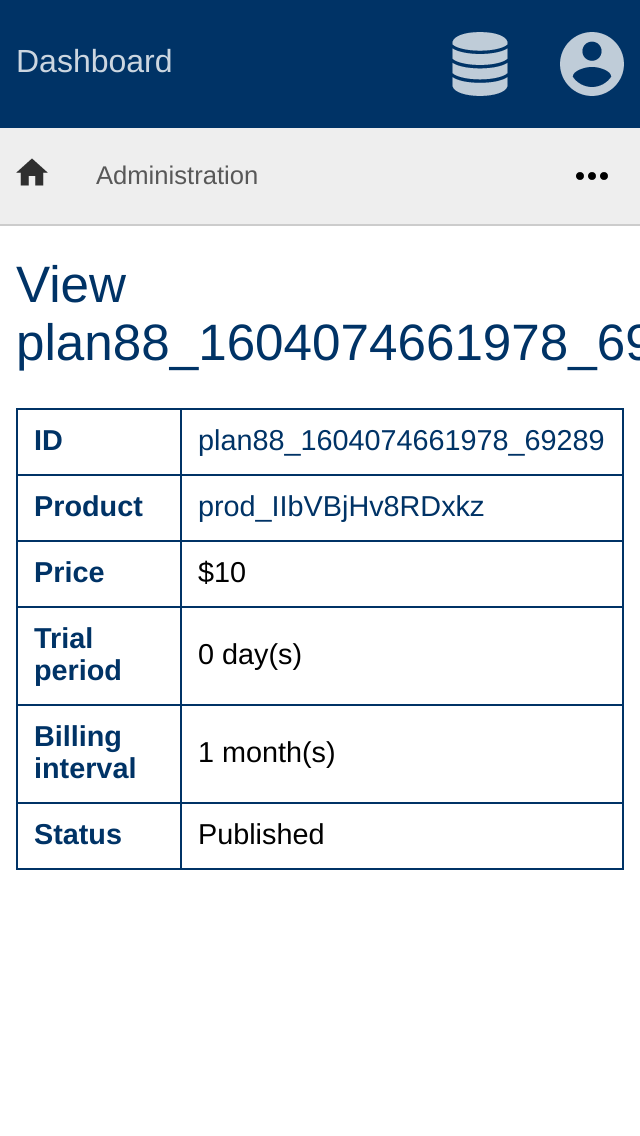 Dashboard
Administration
View
plan88_1604074661978_69
ID
plan88_1604074661978_69289
Product
prod_IIbVBjHv8RDxkz
Price
$10
Trial
period
0 day(s)
Billing
interval
1 month(s)
Status
Published